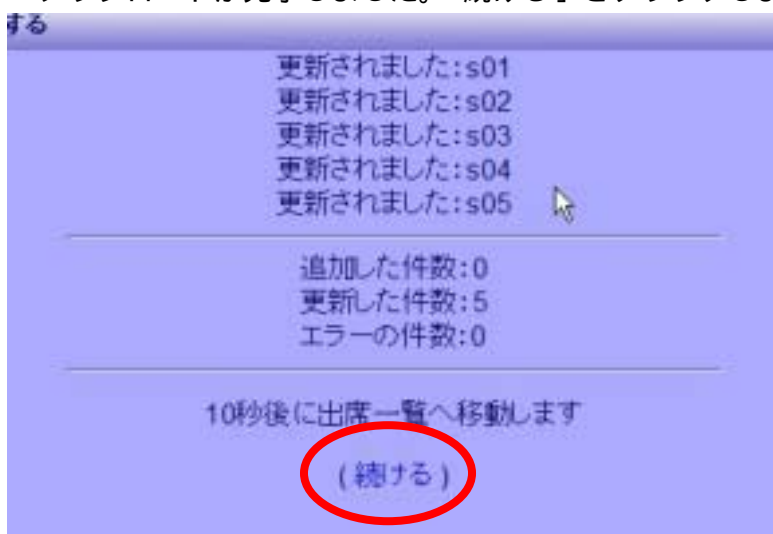 する
更新されました:s01
更新されました:s02
更新されました:s03
更新されました:s04
更新されました:s05
追加した件数:0
更新した件数:5
エラーの件数:0
10秒後に出席一覧へ移動します
(続ける)